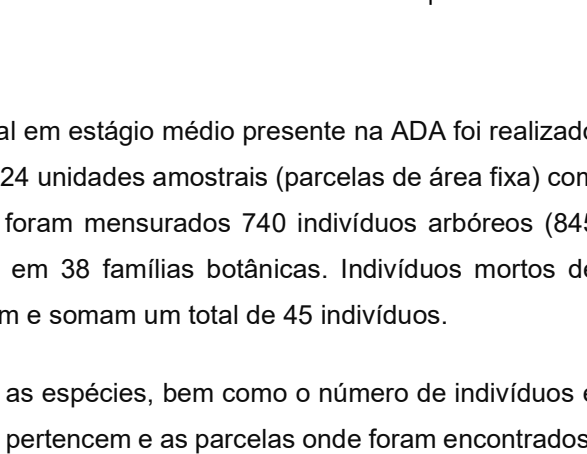 al em estágio médio presente na ADA foi realizado
24 unidades amostrais (parcelas de área fixa) com
foram mensurados 740 indivíduos arbóreos (845
em 38 famílias botânicas. Indivíduos mortos de
m e somam um total de 45 indivíduos.
as espécies, bem como o número de indivíduos e
pertencem e as parcelas onde foram encontrados